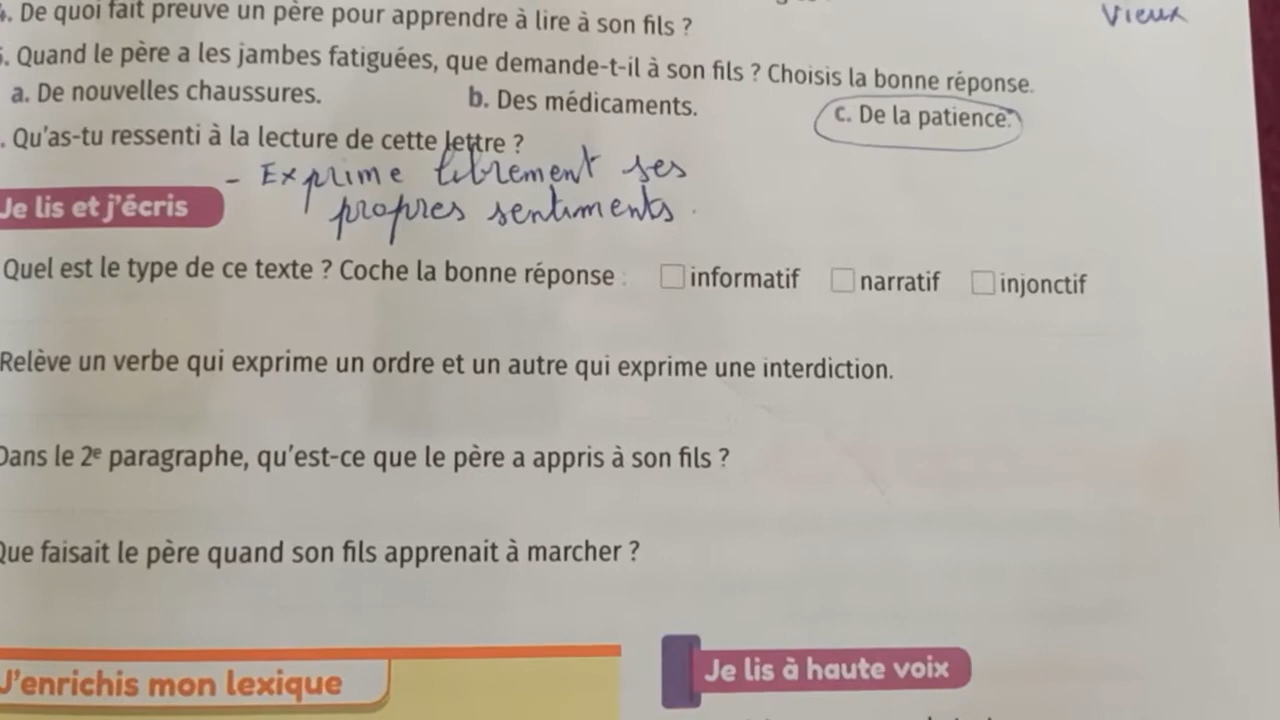 . De quoi fait preuve un père pour apprendre à lire à son fils ?
Vieux
. Quand le père a les jambes fatiguées, que demande-t-il à son fils ? Choisis la bonne réponse.
a. De nouvelles chaussures. b. Des médicaments. c. De la patience.
. Qu'as-tu ressenti à la lecture de cette lettre ?
- Exprime librement ses
propres sentiments.
Je lis et j'écris
Quel est le type de ce texte ? Coche la bonne réponse : informatif narratif injonctif
Relève un verbe qui exprime un ordre et un autre qui exprime une interdiction.
Dans le 2e paragraphe, qu'est-ce que le père a appris à son fils ?
Que faisait le père quand son fils apprenait à marcher ?
J'enrichis mon lexique
Je lis à haute voix